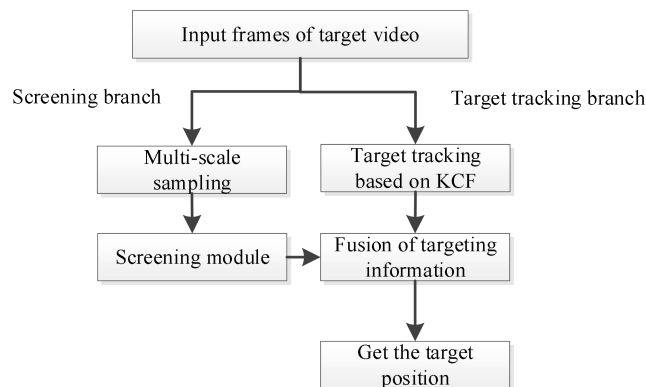 Input frames of target video
Screening branch
Target tracking branch
Multi-scale
sampling
Target tracking
based on KCF
Screening module
Fusion of targeting
information
Get the target
position